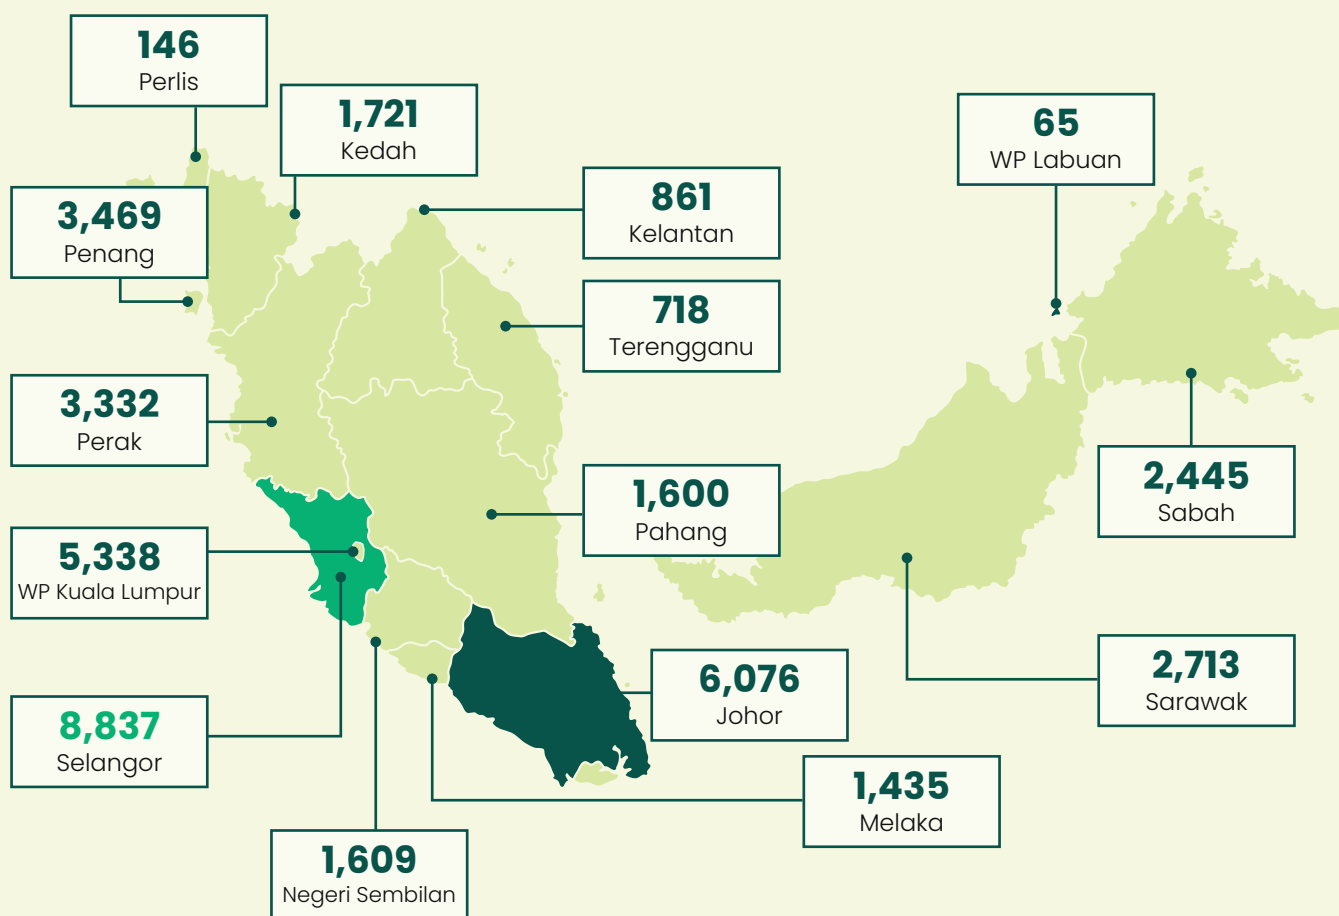 146
Perlis
1,721
Kedah
65
WP Labuan
3,469
Penang
861
Kelantan
718
Terengganu
3,332
Perak
1,600
Pahang
2,445
Sabah
5,338
WP Kuala Lumpur
6,076
Johor
2,713
Sarawak
8,837
Selangor
1,435
Melaka
1,609
Negeri Sembilan